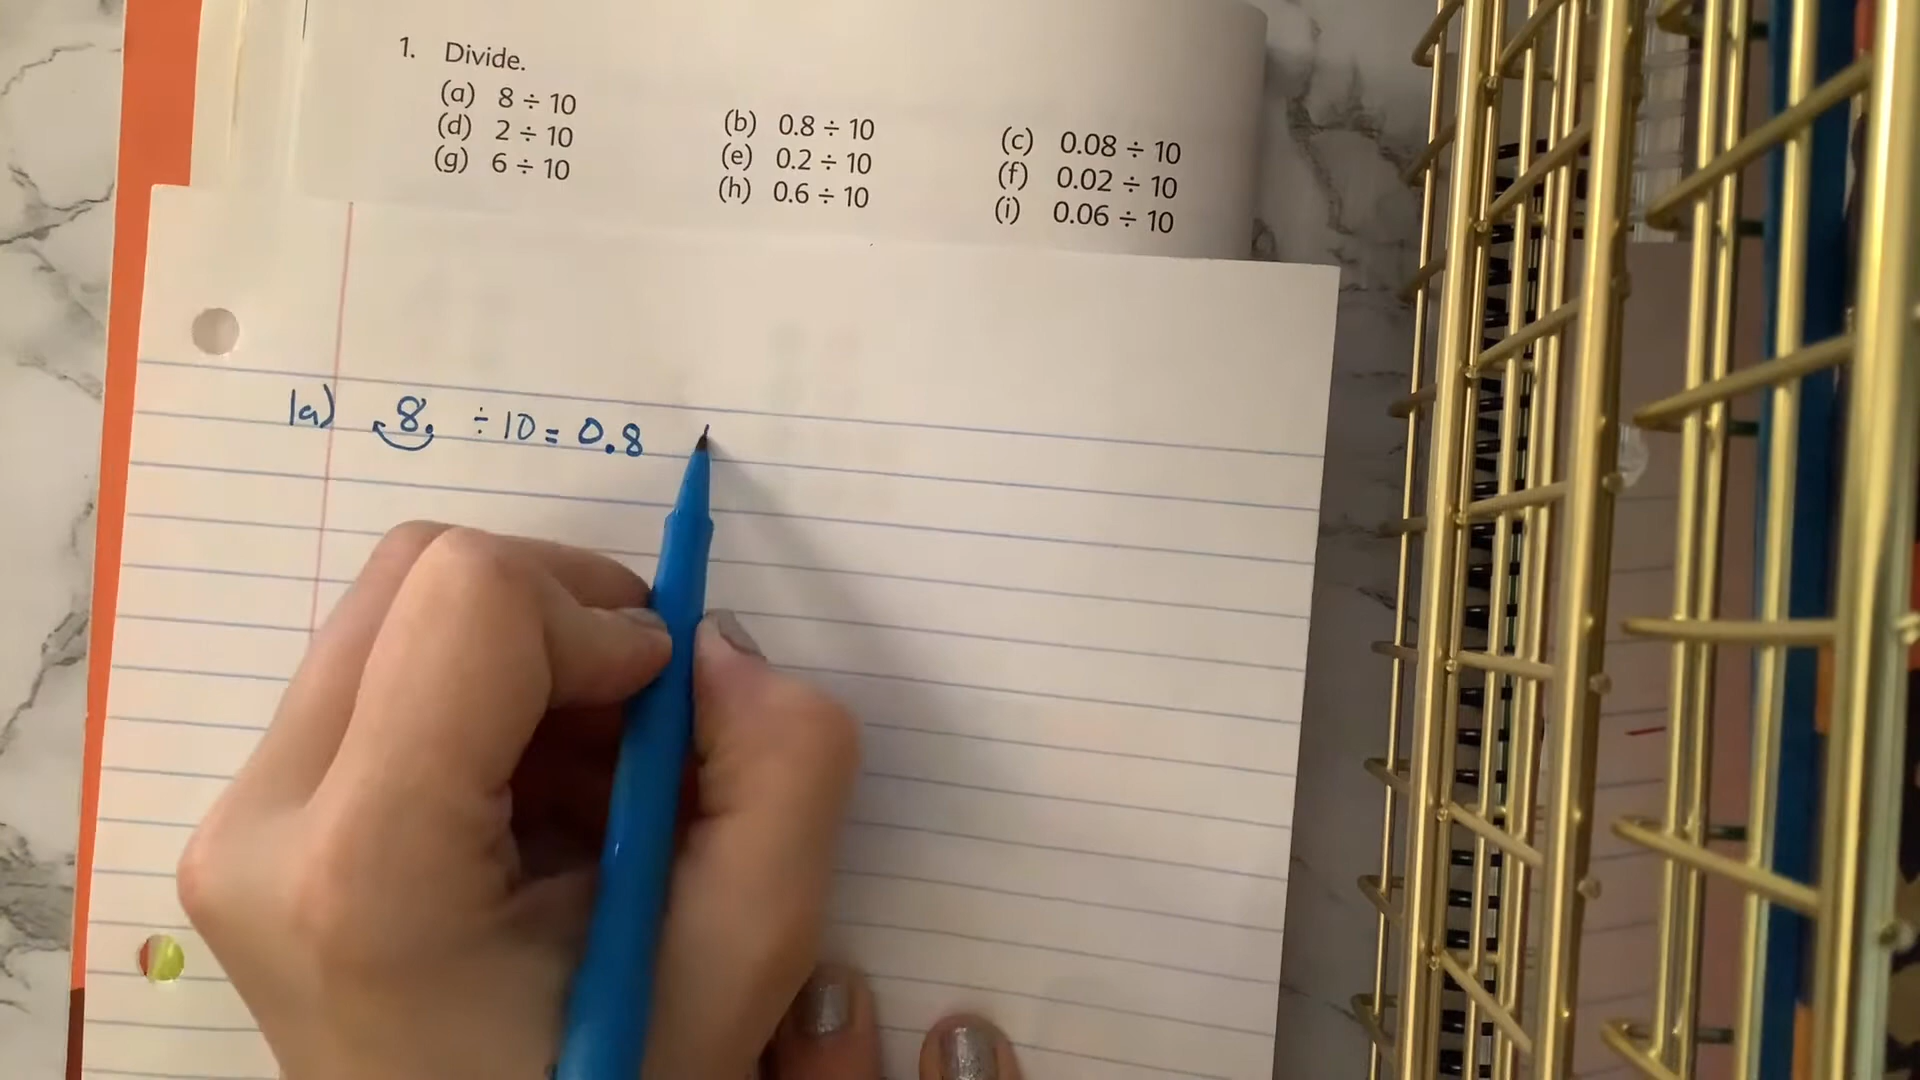 1. Divide.
(a) 8 ÷ 10 (b) 0.8 ÷ 10 (c) 0.08 ÷ 10
(d) 2 ÷ 10 (e) 0.2 ÷ 10 (f) 0.02 ÷ 10
(g) 6 ÷ 10 (h) 0.6 ÷ 10 (i) 0.06 ÷ 10
1a) 8. ÷ 10 = 0.8